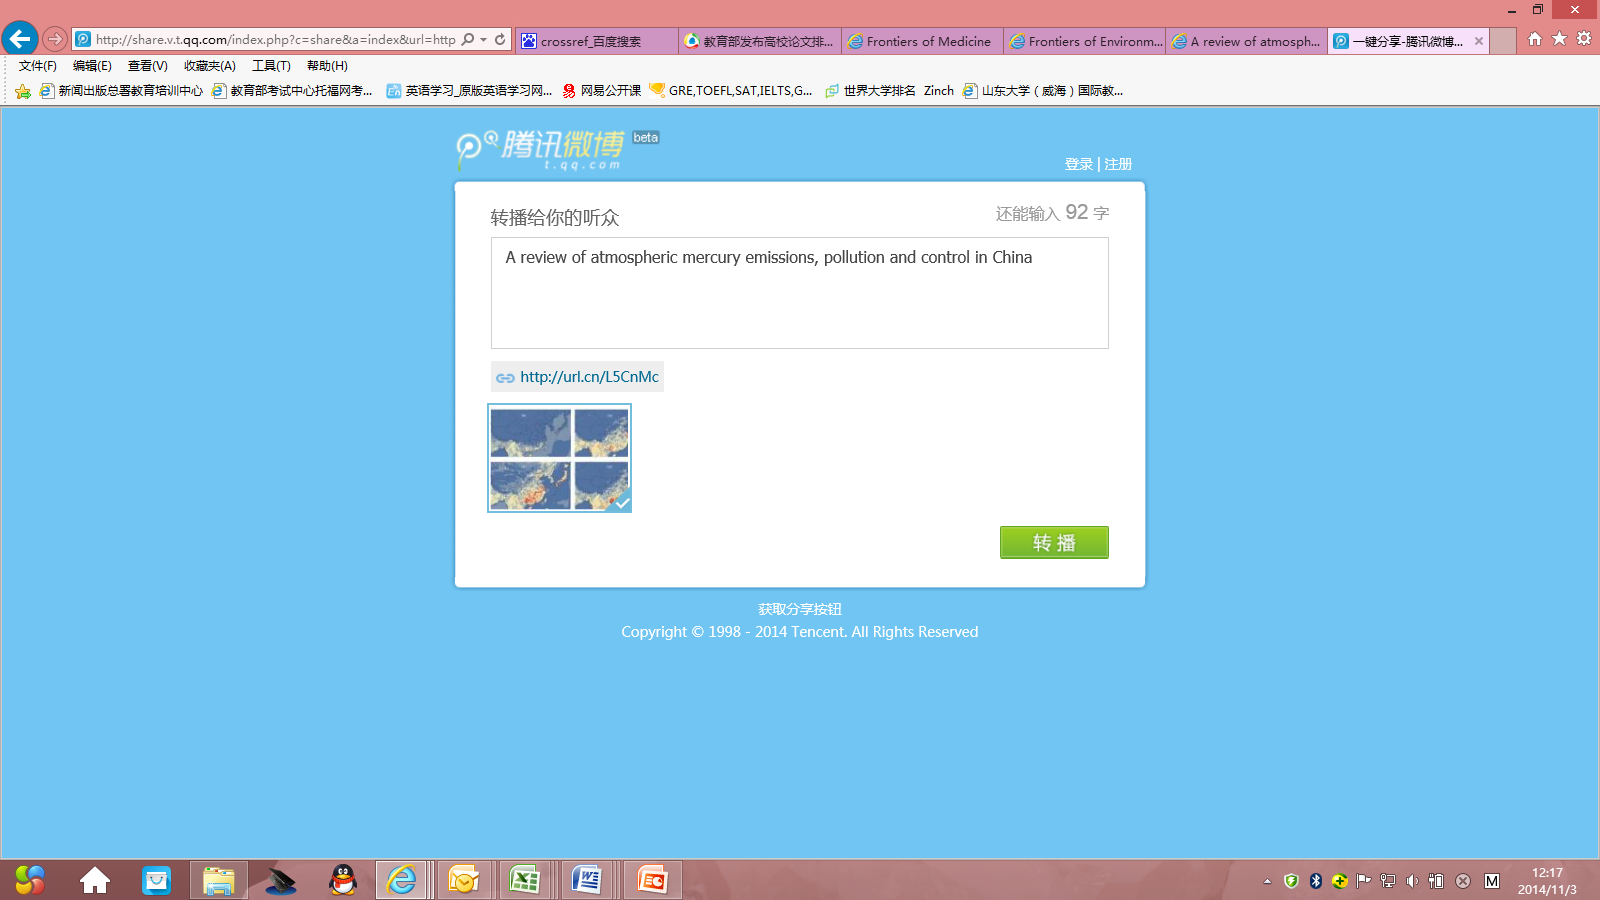 http://share.v.t.qq.com/index.php?c=share&a=index&url=http
crossref_百度搜索
教育部发布高校论文排...
Frontiers of Medicine
Frontiers of Environm...
A review of atmosph...
一键分享-腾讯微博...
文件(F) 编辑(E) 查看(V) 收藏夹(A) 工具(T) 帮助(H)
新闻出版总署教育培训中心 教育部考试中心托福网考... 英语学习_原版英语学习网... 网易公开课 GRE,TOEFL,SAT,IELTS,G... 世界大学排名 Zinch 山东大学（威海）国际教...
腾讯微博 beta
t.qq.com
登录 | 注册
转播给你的听众
还能输入 92 字
A review of atmospheric mercury emissions, pollution and control in China
http://url.cn/L5CnMc
转播
获取分享按钮
Copyright © 1998 - 2014 Tencent. All Rights Reserved
M
12:17
2014/11/3